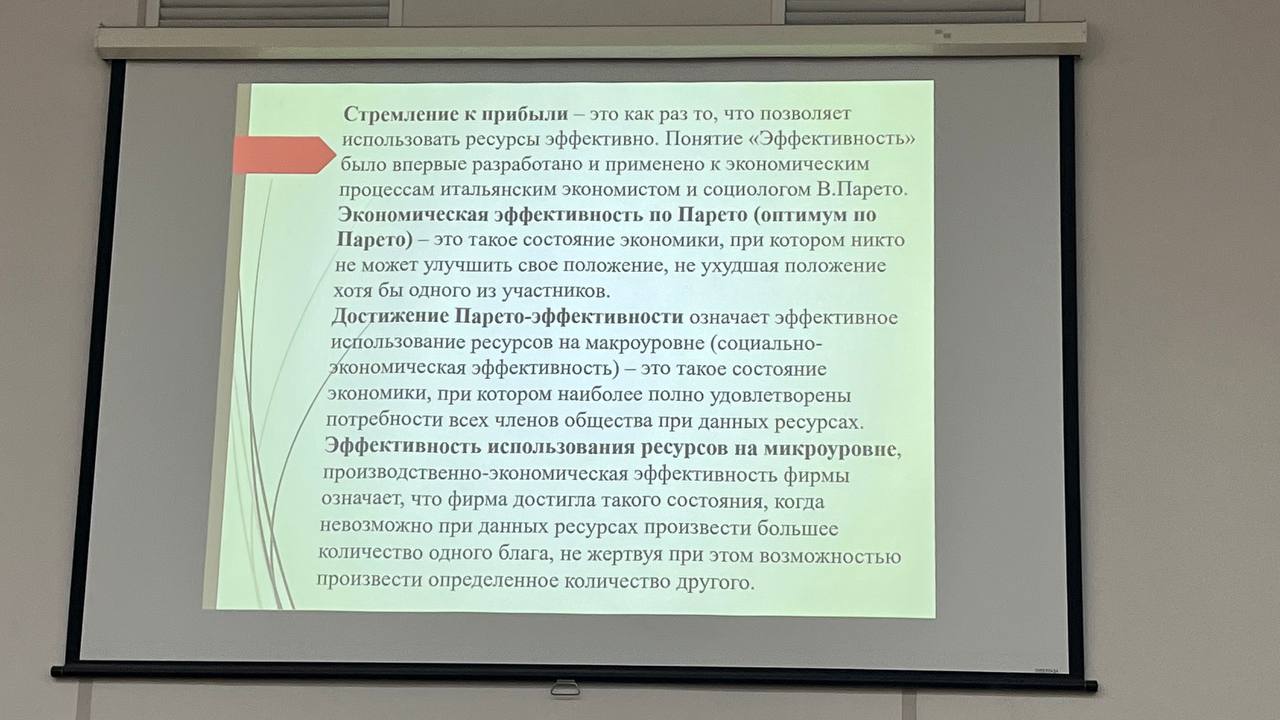 Стремление к прибыли – это как раз то, что позволяет
использовать ресурсы эффективно. Понятие «Эффективность»
было впервые разработано и применено к экономическим
процессам итальянским экономистом и социологом В.Парето.
Экономическая эффективность по Парето (оптимум по
Парето) – это такое состояние экономики, при котором никто
не может улучшить свое положение, не ухудшая положение
хотя бы одного из участников.
Достижение Парето-эффективности означает эффективное
использование ресурсов на макроуровне (социально-
экономическая эффективность) – это такое состояние
экономики, при котором наиболее полно удовлетворены
потребности всех членов общества при данных ресурсах.
Эффективность использования ресурсов на микроуровне,
производственно-экономическая эффективность фирмы
означает, что фирма достигла такого состояния, когда
невозможно при данных ресурсах произвести большее
количество одного блага, не жертвуя при этом возможностью
произвести определенное количество другого.